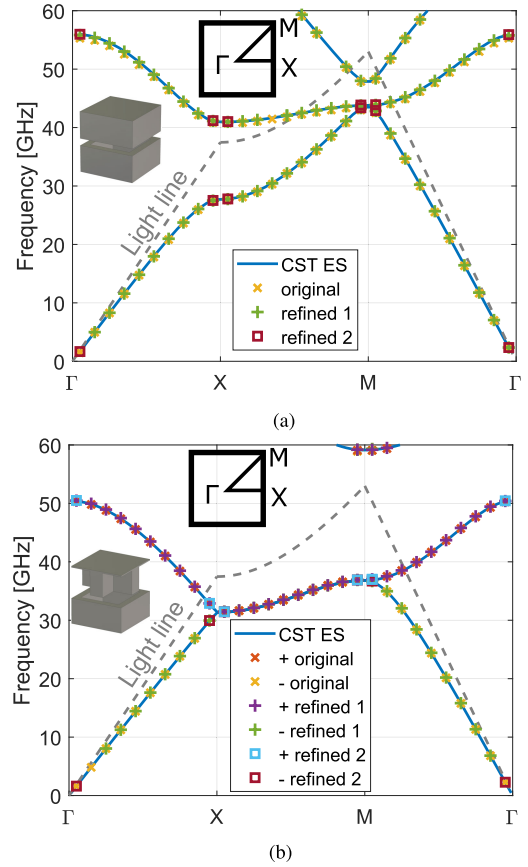 60
50
40
30
20
10
0
Frequency [GHz]
M
Γ
X
Light line
CST ES
original
refined 1
refined 2
Γ
X
M
Γ
(a)
60
50
40
30
20
10
0
Frequency [GHz]
M
Γ
X
Light line
CST ES
+ original
- original
+ refined 1
- refined 1
+ refined 2
- refined 2
Γ
X
M
Γ
(b)